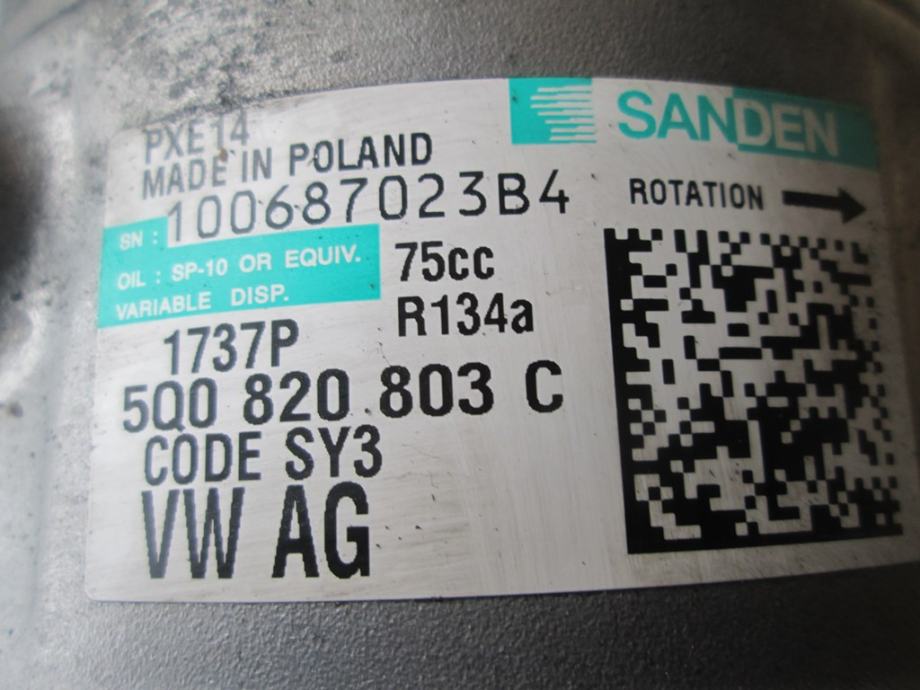 SANDEN
PXE14
MADE IN POLAND
ROTATION
SN : 100687023B4
OIL : SP-10 OR EQUIV.
VARIABLE DISP.
75cc
R134a
1737P
5Q0 820 803 C
CODE SY3
VW AG